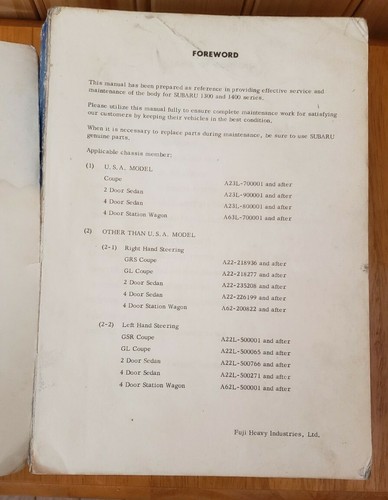 FOREWORD
This manual has been prepared as reference in providing effective service and
maintenance of the body for SUBARU 1300 and 1400 series.
Please utilize this manual fully to ensure complete maintenance work for satisfying
our customers by keeping their vehicles in the best condition.
When it is necessary to replace parts during maintenance, be sure to use SUBARU
genuine parts.
Applicable chassis member:
(1) U.S.A. MODEL
Coupe A23L-700001 and after
2 Door Sedan A23L-900001 and after
4 Door Sedan A23L-800001 and after
4 Door Station Wagon A63L-700001 and after
(2) OTHER THAN U.S.A. MODEL
(2-1) Right Hand Steering
GRS Coupe A22-218936 and after
GL Coupe A22-218277 and after
2 Door Sedan A22-235208 and after
4 Door Sedan A22-226199 and after
4 Door Station Wagon A62-200822 and after
(2-2) Left Hand Steering
GSR Coupe A22L-500001 and after
GL Coupe A22L-500065 and after
2 Door Sedan A22L-500766 and after
4 Door Sedan A22L-500271 and after
4 Door Station Wagon A62L-500001 and after
Fuji Heavy Industries, Ltd.